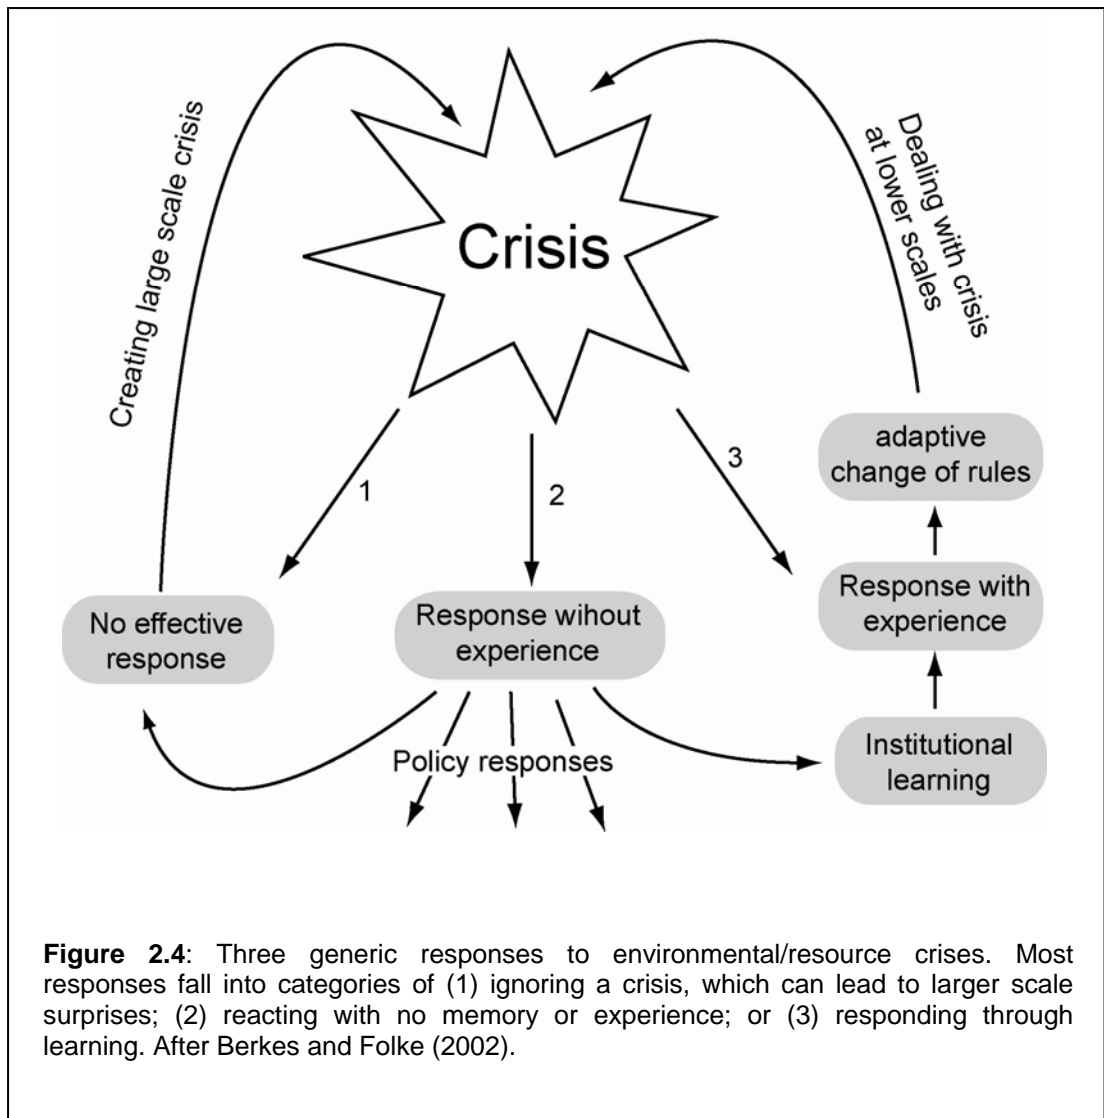 Creating large scale crisis
Crisis
Dealing with crisis
at lower scales
1
2
3
adaptive
change of rules
No effective
response
Response wihout
experience
Response with
experience
Policy responses
Institutional
learning
Figure 2.4: Three generic responses to environmental/resource crises. Most
responses fall into categories of (1) ignoring a crisis, which can lead to larger scale
surprises; (2) reacting with no memory or experience; or (3) responding through
learning. After Berkes and Folke (2002).